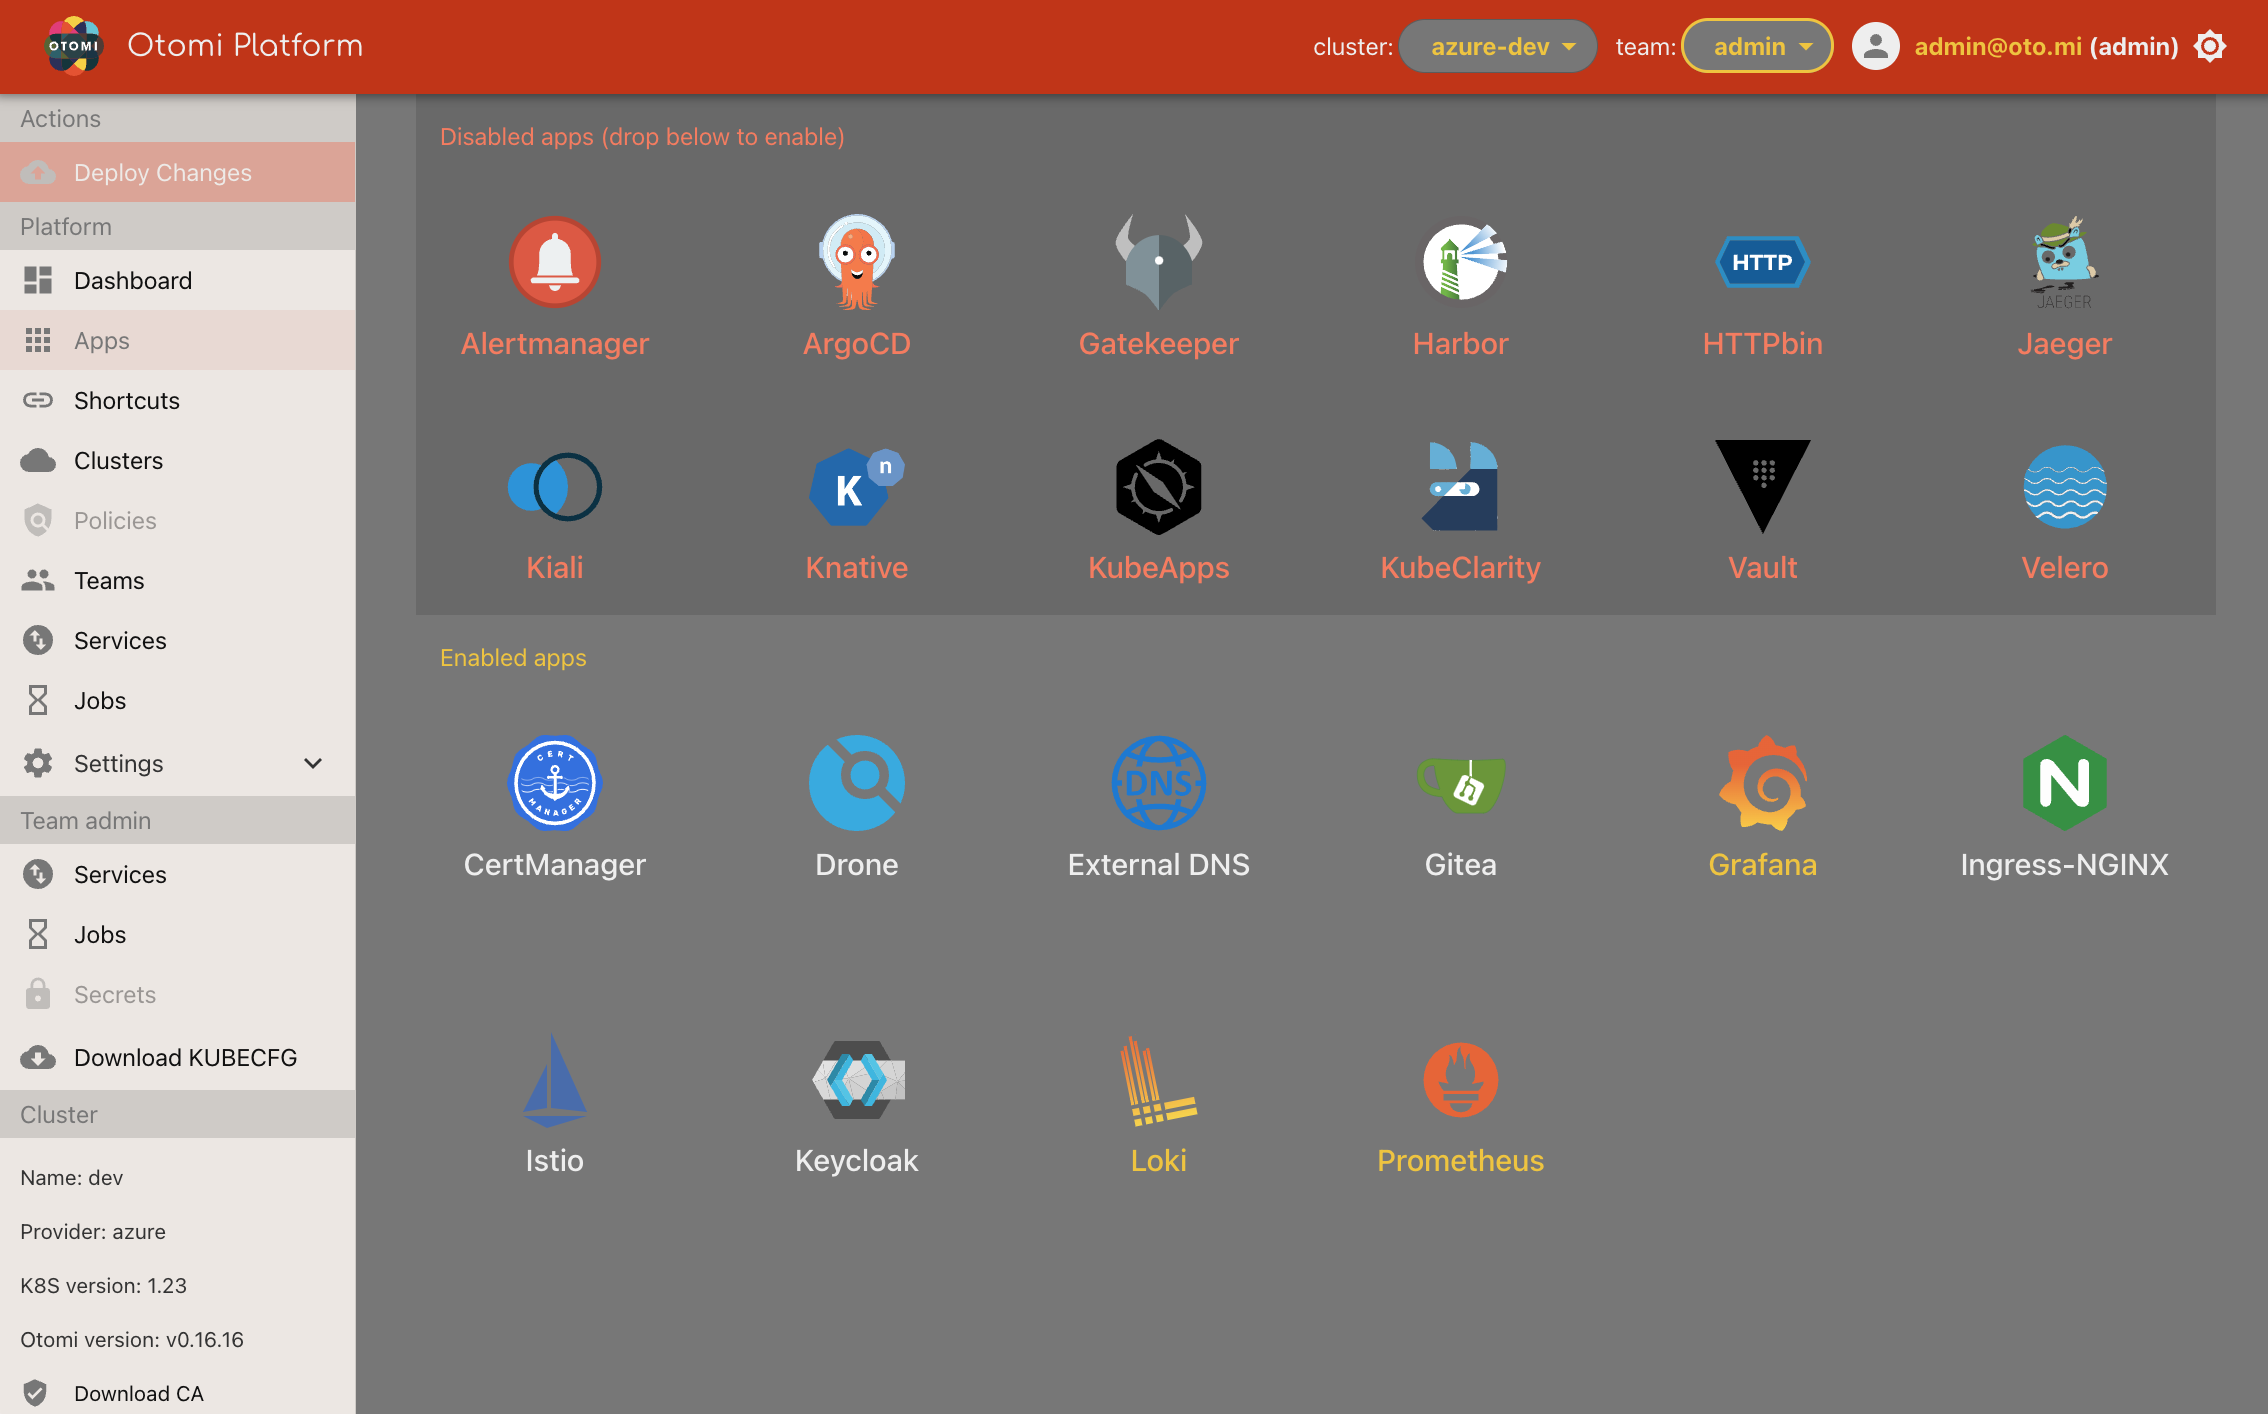 OTOMI Otomi Platform cluster: azure-dev team: admin admin@oto.mi (admin)
Actions
Deploy Changes
Platform
Dashboard
Apps
Shortcuts
Clusters
Policies
Teams
Services
Jobs
Settings
Team admin
Services
Jobs
Secrets
Download KUBECFG
Cluster
Name: dev
Provider: azure
K8S version: 1.23
Otomi version: v0.16.16
Download CA
Disabled apps (drop below to enable)
HTTP
JAEGER
Alertmanager ArgoCD Gatekeeper Harbor HTTPbin Jaeger
K n
Kiali Knative KubeApps KubeClarity Vault Velero
Enabled apps
CERT MANAGER DNS N
CertManager Drone External DNS Gitea Grafana Ingress-NGINX
Istio Keycloak Loki Prometheus